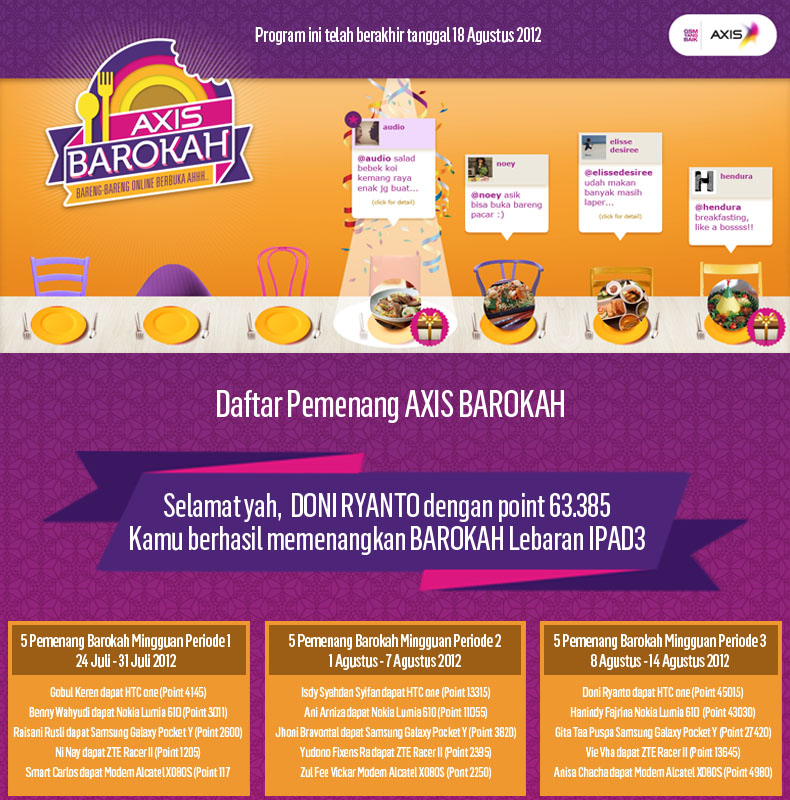 Program ini telah berakhir tanggal 18 Agustus 2012
GSM
YANG
BAIK
AXIS
AXIS
BAROKAH
BARENG-BARENG ONLINE BERBUKA AHHH...
audio
@audio salad
bebek koi
kemang raya
enak jg buat...
(click for detail)
noey
@noey asik
bisa buka bareng
pacar :)
elisse
desiree
@elissedesiree
udah makan
banyak masih
laper...
(click for detail)
hendura
@hendura
breakfasting,
like a bossss!!
Daftar Pemenang AXIS BAROKAH
Selamat yah, DONI RYANTO dengan point 63.385
Kamu berhasil memenangkan BAROKAH Lebaran IPAD3
5 Pemenang Barokah Mingguan Periode 1
24 Juli - 31 Juli 2012
Gobul Keren dapat HTC one (Point 4145)
Benny Wahyudi dapat Nokia Lumia 610 (Point 3011)
Raisani Rusli dapat Samsung Galaxy Pocket Y (Point 2600)
Ni Nay dapat ZTE Racer II (Point 1205)
Smart Carlos dapat Modem Alcatel X080S (Point 117
5 Pemenang Barokah Mingguan Periode 2
1 Agustus - 7 Agustus 2012
Isdy Syahdan Syifan dapat HTC one (Point 13315)
Ani Arniza dapat Nokia Lumia 610 (Point 11055)
Jhoni Bravontal dapat Samsung Galaxy Pocket Y (Point 3820)
Yudono Fixens Ra dapat ZTE Racer II (Point 2395)
Zul Fee Vickar Modem Alcatel X080S (Pont 2250)
5 Pemenang Barokah Mingguan Periode 3
8 Agustus - 14 Agustus 2012
Doni Ryanto dapat HTC one (Point 45015)
Hanindy Fajrina Nokia Lumia 610 (Point 43030)
Gita Tea Puspa Samsung Galaxy Pocket Y (Point 27420)
Vie Vha dapat ZTE Racer II (Point 13645)
Anisa Chacha dapat Modem Alcatel X080S (Point 4980)